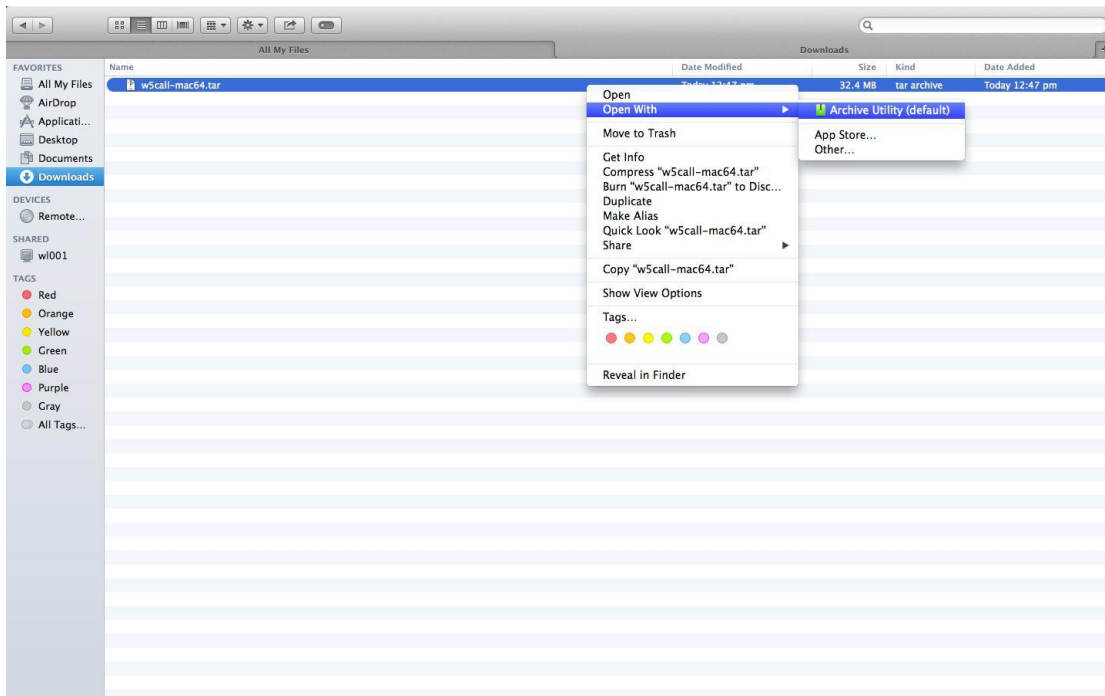 All My Files
Downloads
FAVORITES
All My Files
AirDrop
Applicati...
Desktop
Documents
Downloads
DEVICES
Remote...
SHARED
wl001
TAGS
Red
Orange
Yellow
Green
Blue
Purple
Gray
All Tags...
Name Date Modified Size Kind Date Added
w5call-mac64.tar Today 12:47 pm 32.4 MB tar archive Today 12:47 pm
Open
Open With
Move to Trash
Get Info
Compress "w5call-mac64.tar"
Burn "w5call-mac64.tar" to Disc...
Duplicate
Make Alias
Quick Look "w5call-mac64.tar"
Share
Copy "w5call-mac64.tar"
Show View Options
Tags...
Reveal in Finder
Archive Utility (default)
App Store...
Other...